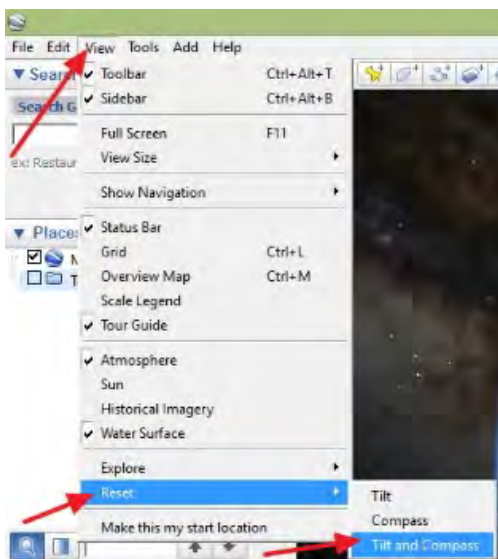 File Edit View Tools Add Help
Search
Toolbar Ctrl+Alt+T
Sidebar Ctrl+Alt+B
Full Screen F11
View Size
ex: Restaur
Show Navigation
Status Bar
Places
Grid Ctrl+L
Overview Map Ctrl+M
Scale Legend
Tour Guide
Atmosphere
Sun
Historical Imagery
Water Surface
Explore
Reset
Make this my start location
Tilt
Compass
Tilt and Compass